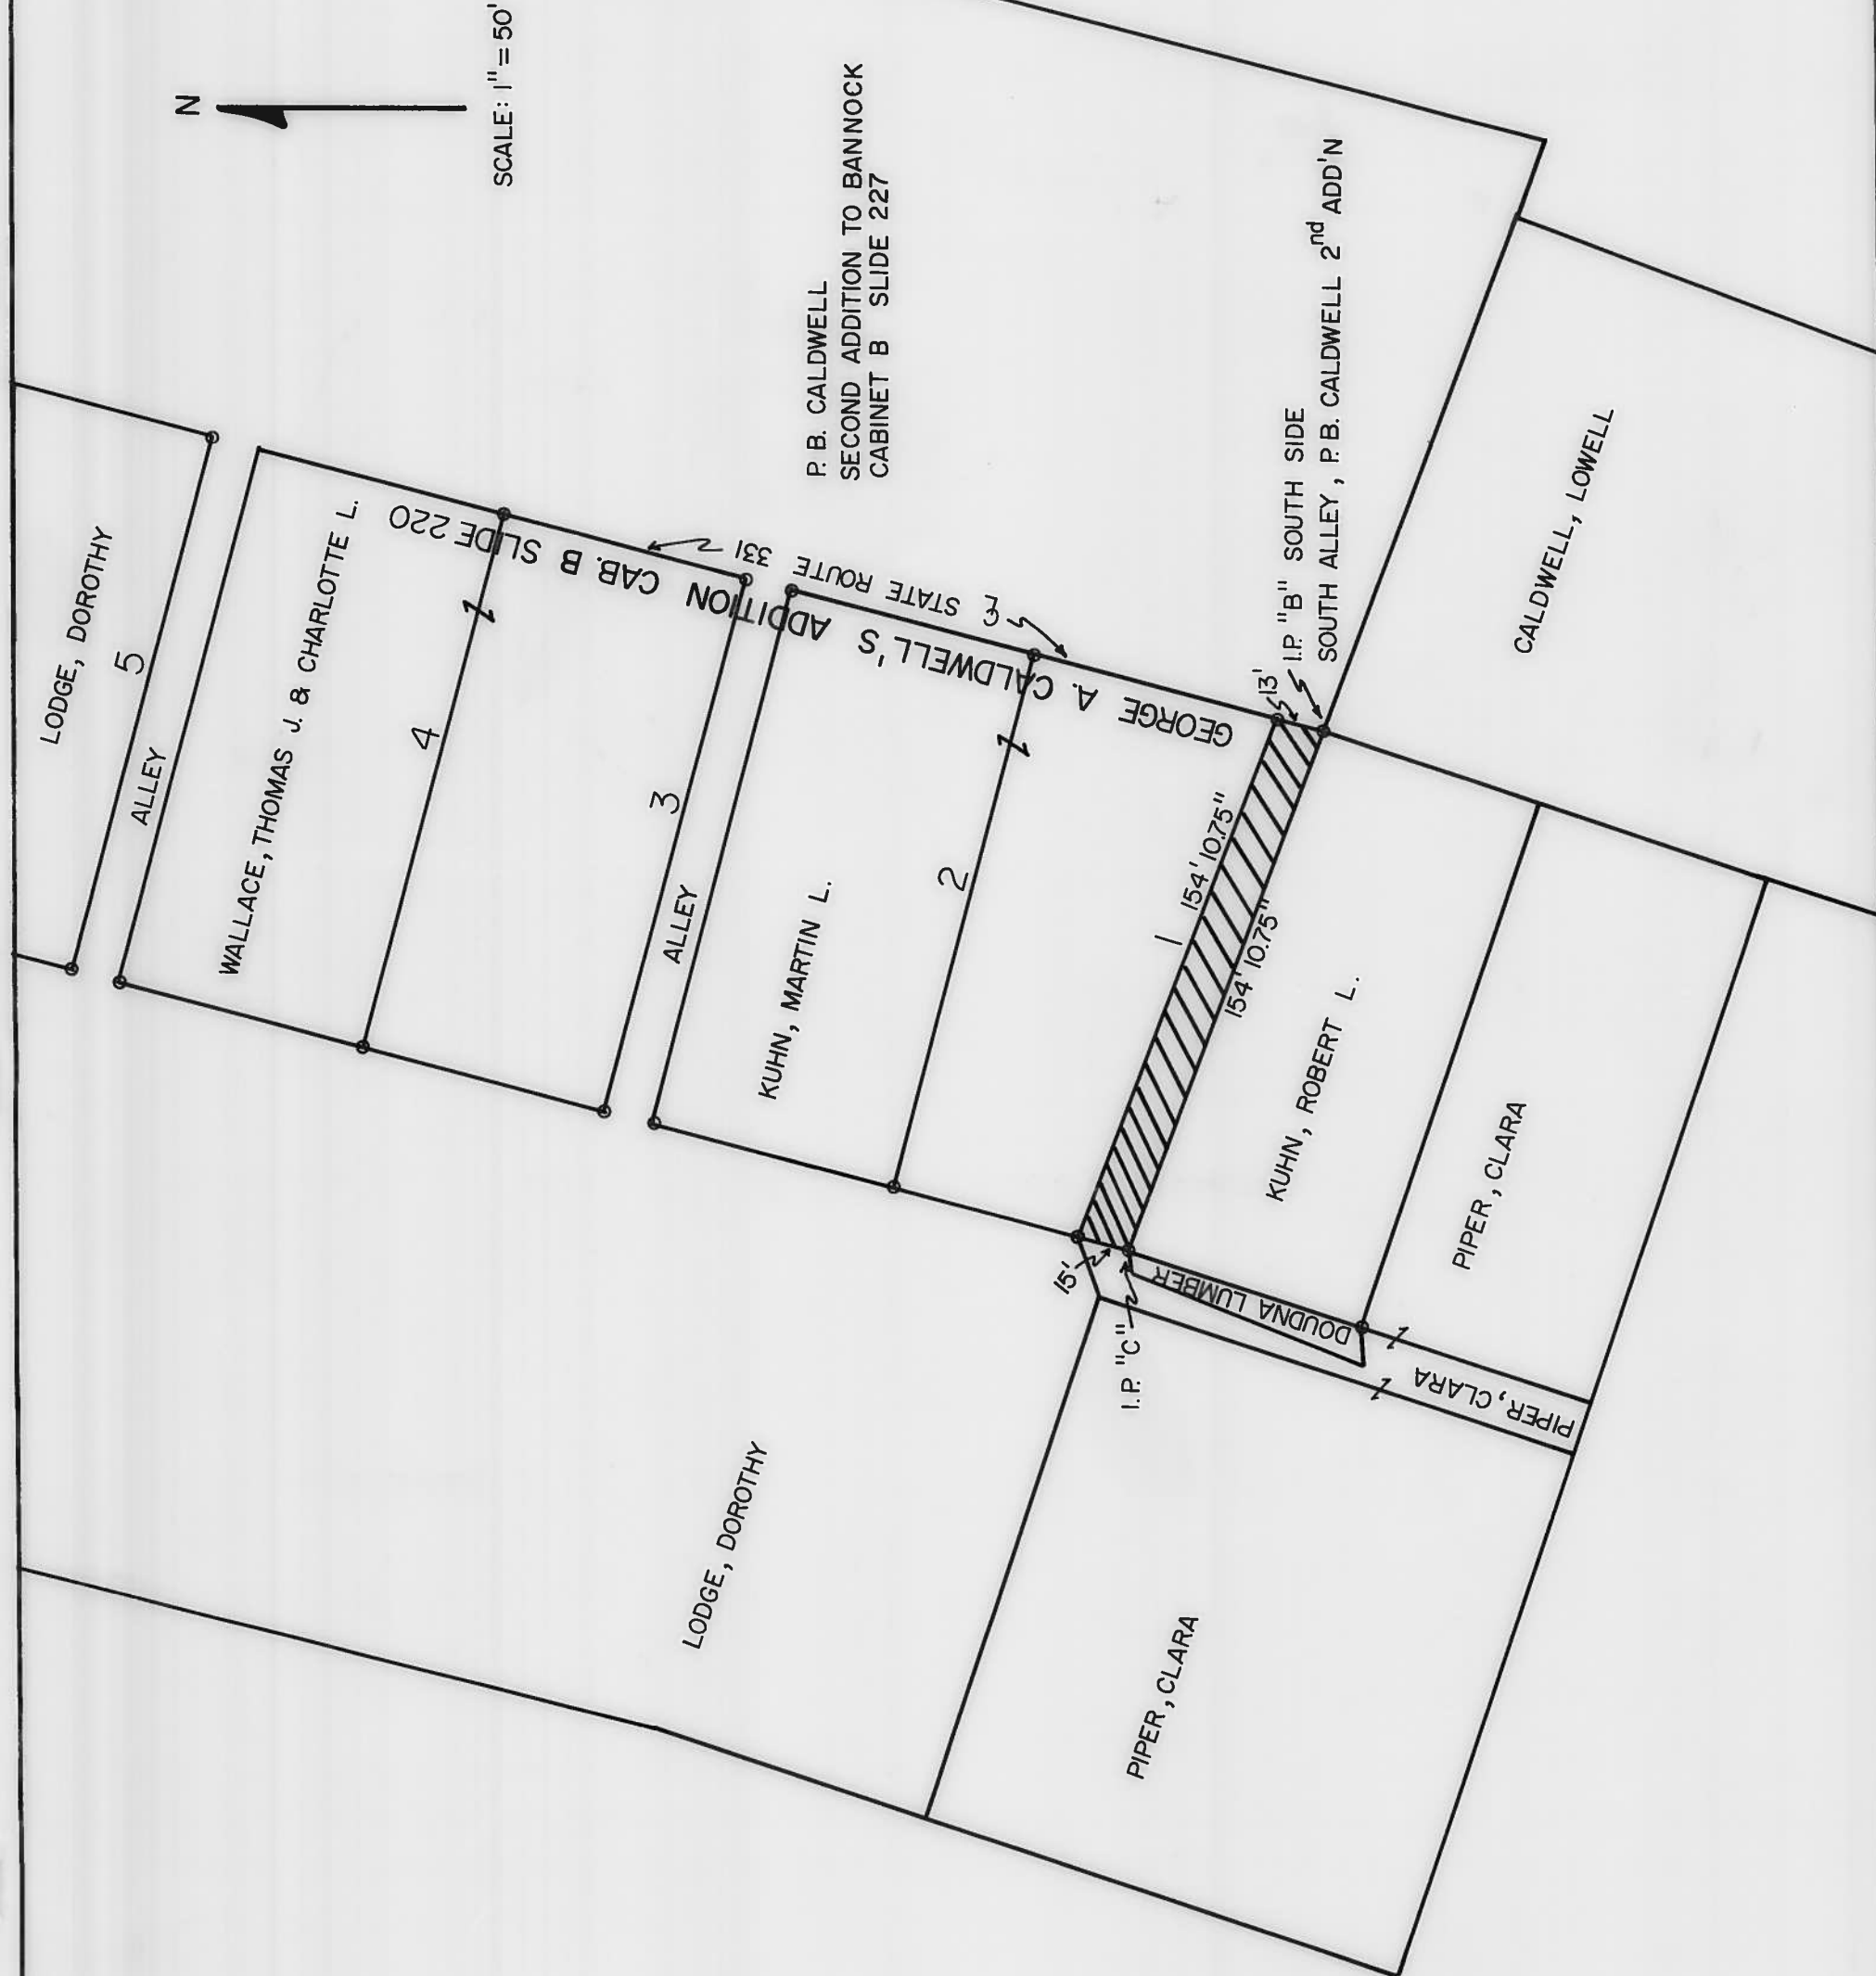 N
SCALE: 1" = 50'
LODGE, DOROTHY
5
ALLEY
WALLACE, THOMAS J. & CHARLOTTE L.
4
3
ALLEY
KUHN, MARTIN L.
2
1
GEORGE A. CALDWELL'S ADDITION CAB. B SLIDE 220
℄ STATE ROUTE 331
P. B. CALDWELL
SECOND ADDITION TO BANNOCK
CABINET B SLIDE 227
13'
I.P. "B" SOUTH SIDE
SOUTH ALLEY, P.B. CALDWELL 2nd ADD'N
154' 10.75"
154' 10.75"
15'
I.P. "C"
DOUDNA LUMBER
KUHN, ROBERT L.
CALDWELL, LOWELL
PIPER, CLARA
PIPER, CLARA
LODGE, DOROTHY
PIPER, CLARA